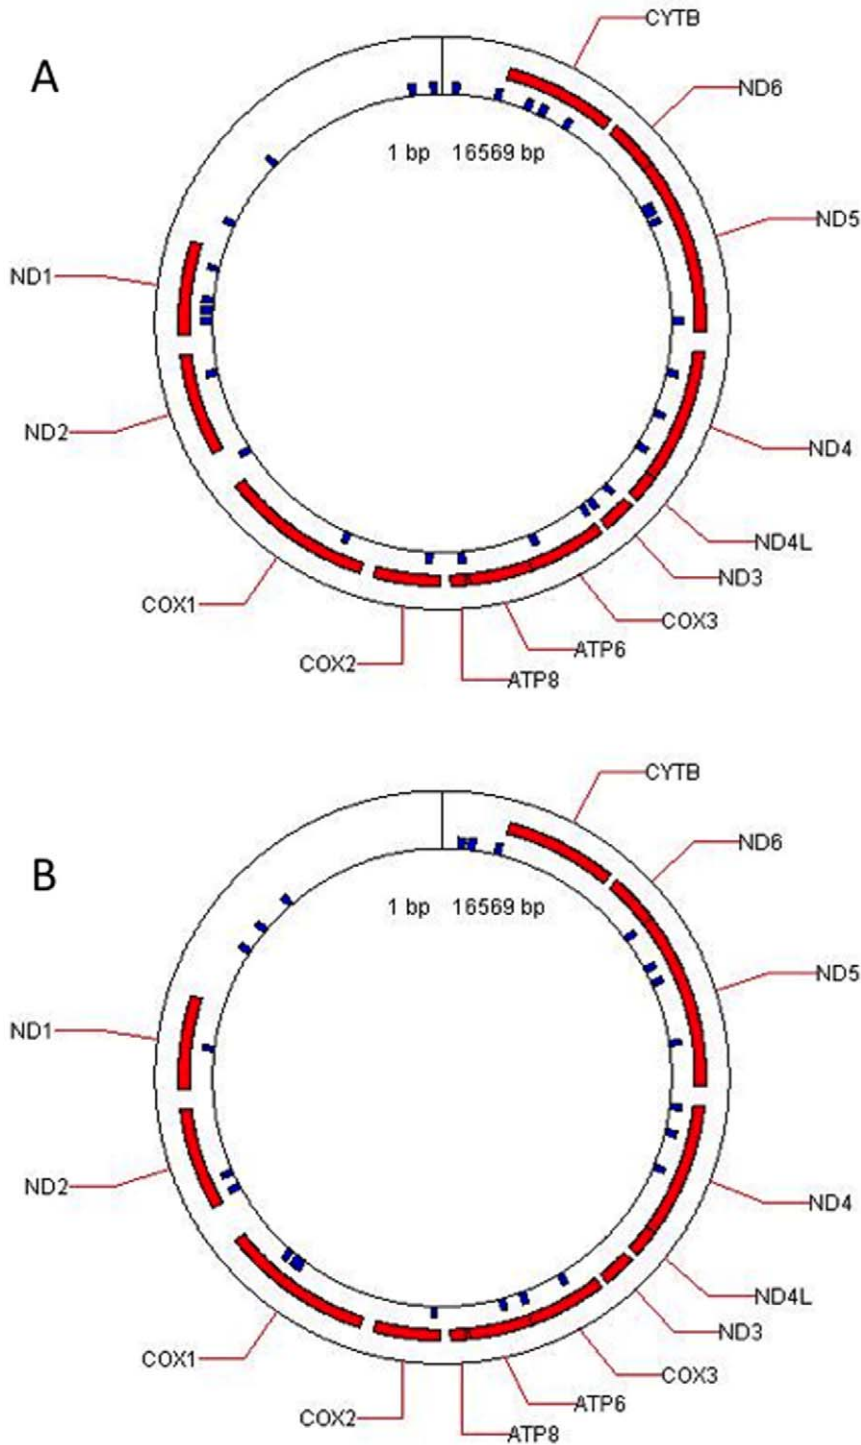 A
CYTB
ND6
1 bp 16569 bp
ND5
ND1
ND2
ND4
ND4L
ND3
COX1
COX3
ATP6
COX2
ATP8
B
CYTB
ND6
1 bp 16569 bp
ND5
ND1
ND2
ND4
ND4L
ND3
COX1
COX3
ATP6
COX2
ATP8